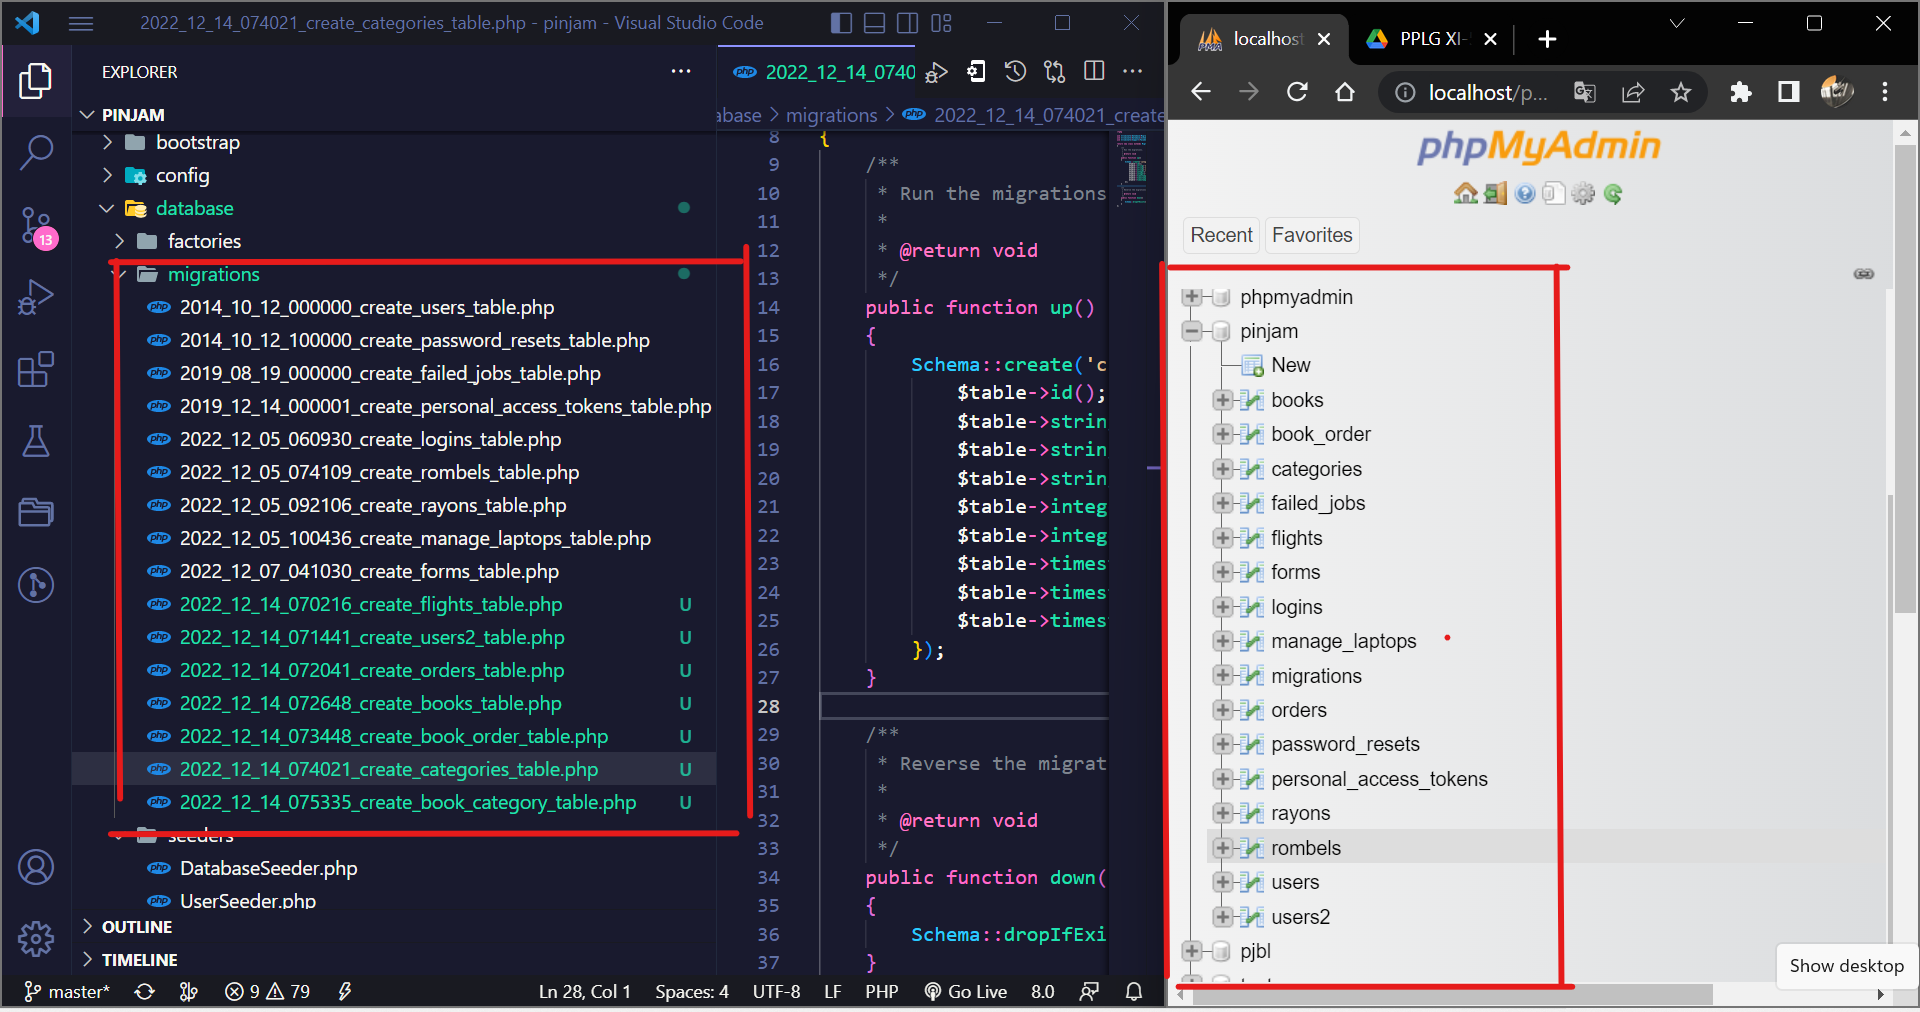 2022_12_14_074021_create_categories_table.php - pinjam - Visual Studio Code
EXPLORER
PINJAM
bootstrap
config
database
factories
migrations
2014_10_12_000000_create_users_table.php
2014_10_12_100000_create_password_resets_table.php
2019_08_19_000000_create_failed_jobs_table.php
2019_12_14_000001_create_personal_access_tokens_table.php
2022_12_05_060930_create_logins_table.php
2022_12_05_074109_create_rombels_table.php
2022_12_05_092106_create_rayons_table.php
2022_12_05_100436_create_manage_laptops_table.php
2022_12_07_041030_create_forms_table.php
2022_12_14_070216_create_flights_table.php U
2022_12_14_071441_create_users2_table.php U
2022_12_14_072041_create_orders_table.php U
2022_12_14_072648_create_books_table.php U
2022_12_14_073448_create_book_order_table.php U
2022_12_14_074021_create_categories_table.php U
2022_12_14_075335_create_book_category_table.php U
seeders
DatabaseSeeder.php
UserSeeder.php
OUTLINE
TIMELINE
13
php 2022_12_14_0740
abase > migrations > php 2022_12_14_074021_create
8 {
9 /**
10 * Run the migrations
11 *
12 * @return void
13 */
14 public function up()
15 {
16 Schema::create('c
17 $table->id();
18 $table->strin
19 $table->strin
20 $table->strin
21 $table->integ
22 $table->integ
23 $table->times
24 $table->times
25 $table->times
26 });
27 }
28
29 /**
30 * Reverse the migrat
31 *
32 * @return void
33 */
34 public function down(
35 {
36 Schema::dropIfExi
37 }
master* 9 79 Ln 28, Col 1 Spaces: 4 UTF-8 LF PHP Go Live 8.0
PMA localhost PPLG XI-
localhost/p...
phpMyAdmin
Recent Favorites
phpmyadmin
pinjam
New
books
book_order
categories
failed_jobs
flights
forms
logins
manage_laptops
migrations
orders
password_resets
personal_access_tokens
rayons
rombels
users
users2
pjbl
Show desktop